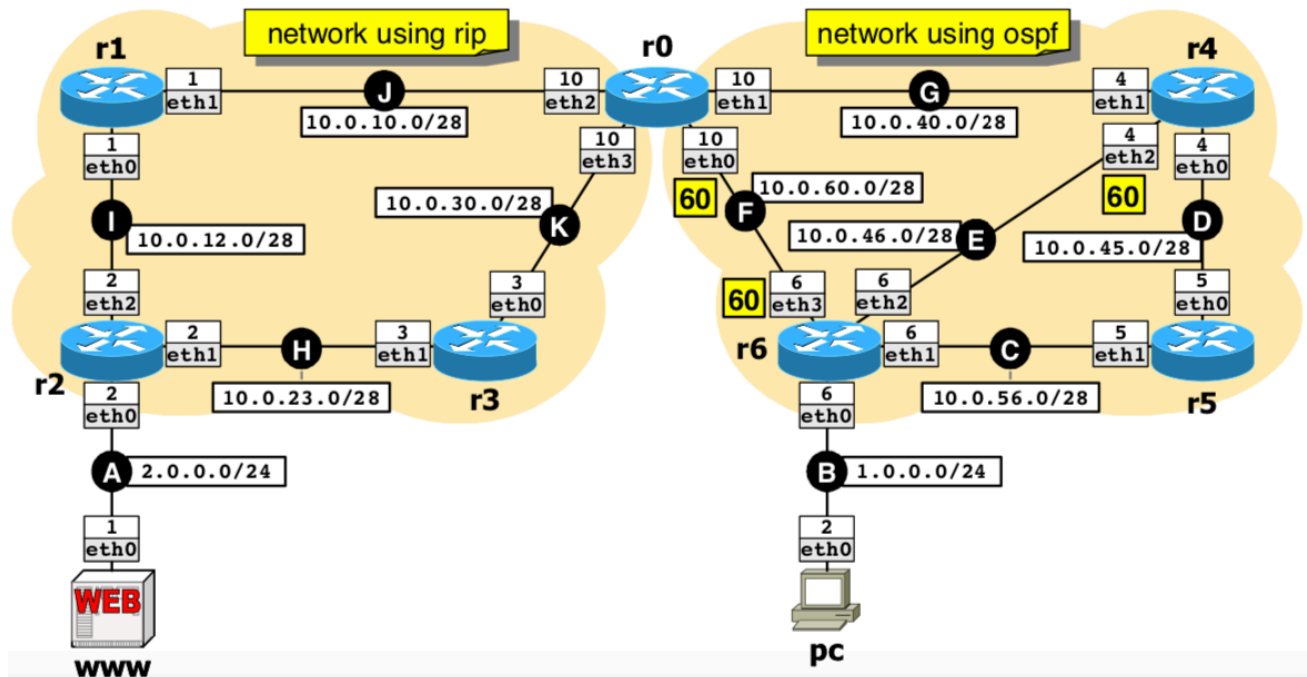 network using rip
network using ospf
r1
r0
r4
1
eth1
J
10
eth2
10
eth1
G
4
eth1
10.0.10.0/28
10.0.40.0/28
1
eth0
10
eth3
10
eth0
4
eth2
4
eth0
60
60
10.0.60.0/28
10.0.30.0/28
F
I
K
E
D
10.0.12.0/28
10.0.46.0/28
10.0.45.0/28
2
eth2
3
eth0
60
6
eth3
6
eth2
5
eth0
2
eth1
H
3
eth1
r6
6
eth1
C
5
eth1
r2
10.0.23.0/28
r3
10.0.56.0/28
r5
2
eth0
6
eth0
A
2.0.0.0/24
B
1.0.0.0/24
1
eth0
2
eth0
WEB
www
pc